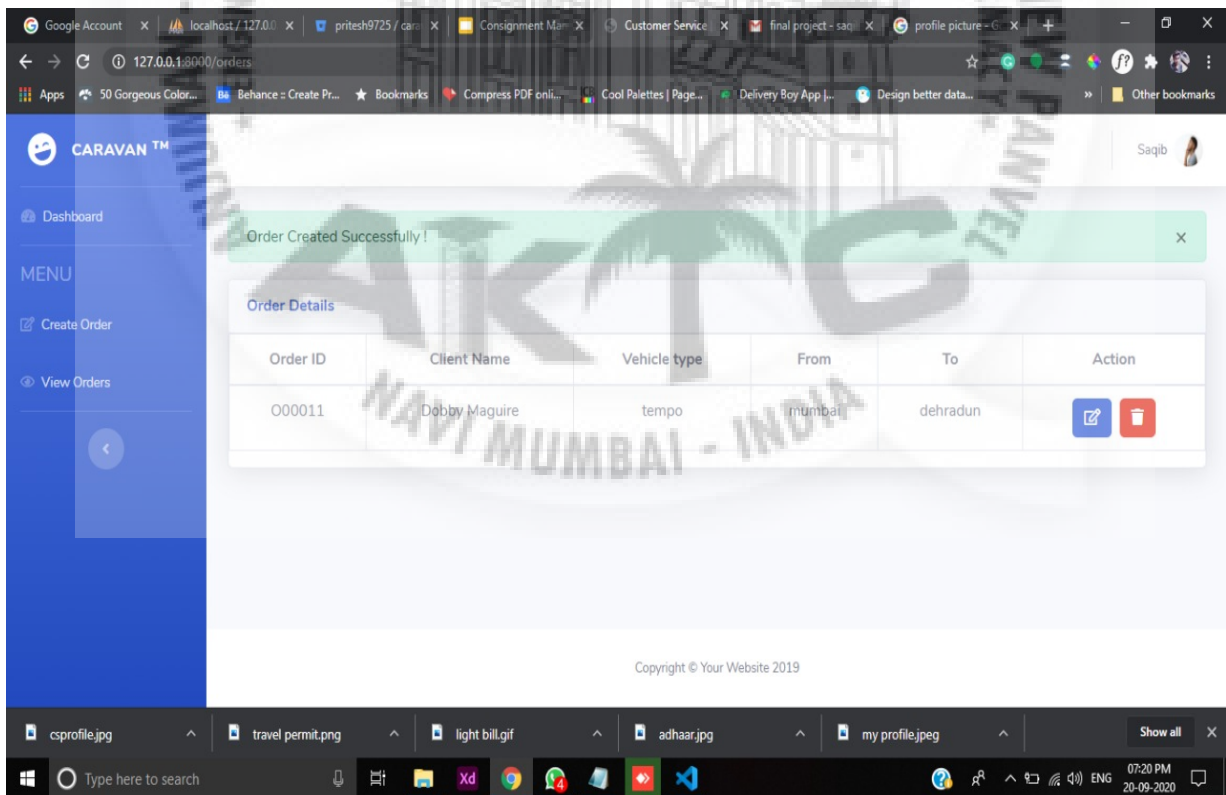 Google Account
localhost / 127.0.0
pritesh9725 / cara
Consignment Ma
Customer Service
final project - saq
profile picture - G
127.0.0.1:8000/orders
Apps
50 Gorgeous Color...
Behance :: Create Pr...
Bookmarks
Compress PDF onli...
Cool Palettes | Page...
Delivery Boy App |...
Design better data...
»
Other bookmarks
CARAVAN TM
Saqib
Dashboard
Order Created Successfully !
MENU
Order Details
Create Order
Order ID Client Name Vehicle type From To Action
View Orders
O00011 Dobby Maguire tempo mumbai dehradun
AKTC
NAVI MUMBAI - INDIA
PANVEL
Copyright © Your Website 2019
csprofile.jpg
travel permit.png
light bill.gif
adhaar.jpg
my profile.jpeg
Show all
Type here to search
Xd
4
ENG
07:20 PM
20-09-2020